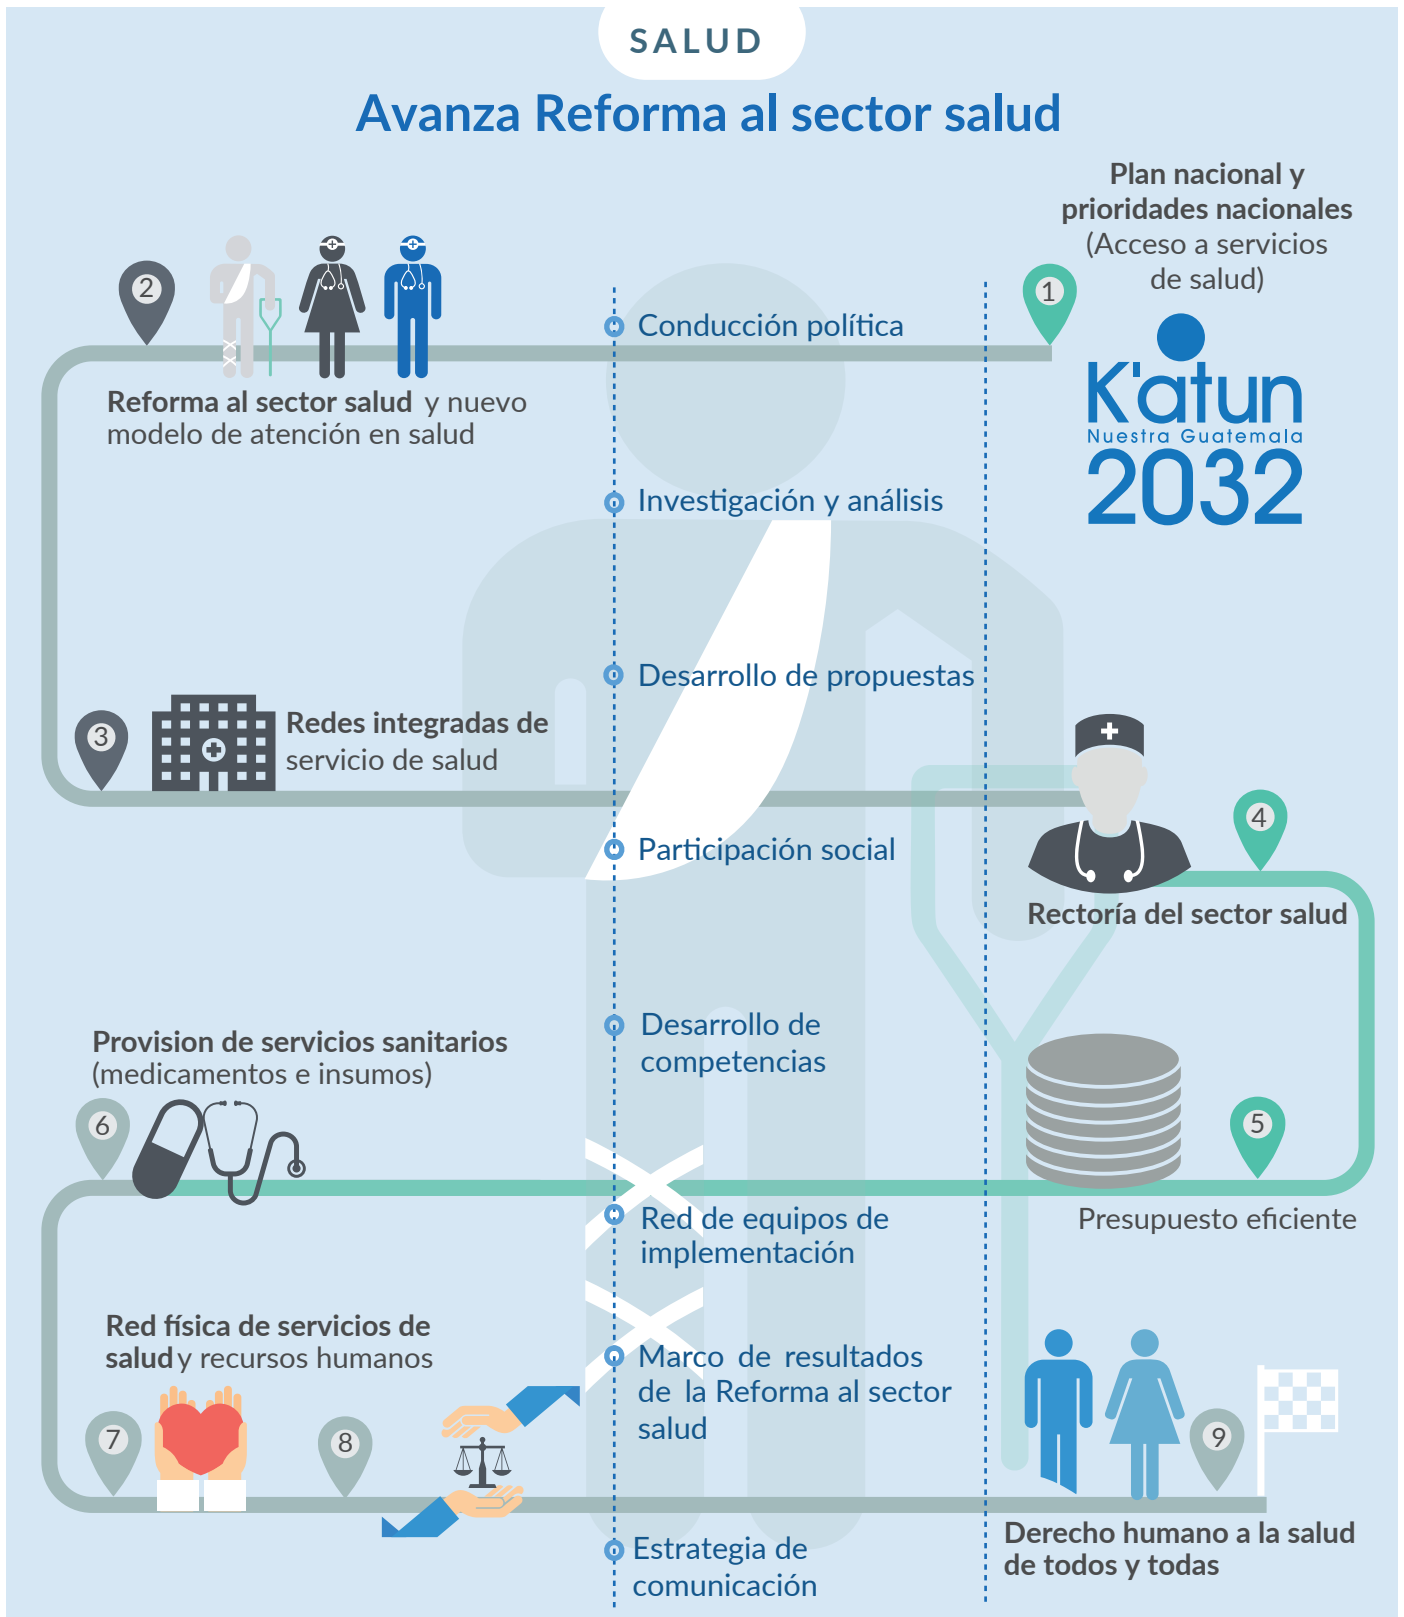 SALUD
Avanza Reforma al sector salud
Plan nacional y
prioridades nacionales
(Acceso a servicios
de salud)
1
K'atun
Nuestra Guatemala
2032
2
Reforma al sector salud y nuevo
modelo de atención en salud
3
Redes integradas de
servicio de salud
4
Rectoría del sector salud
5
Presupuesto eficiente
Provision de servicios sanitarios
(medicamentos e insumos)
6
Red física de servicios de
salud y recursos humanos
7
8
9
Derecho humano a la salud
de todos y todas
Conducción política
Investigación y análisis
Desarrollo de propuestas
Participación social
Desarrollo de
competencias
Red de equipos de
implementación
Marco de resultados
de la Reforma al sector
salud
Estrategia de
comunicación